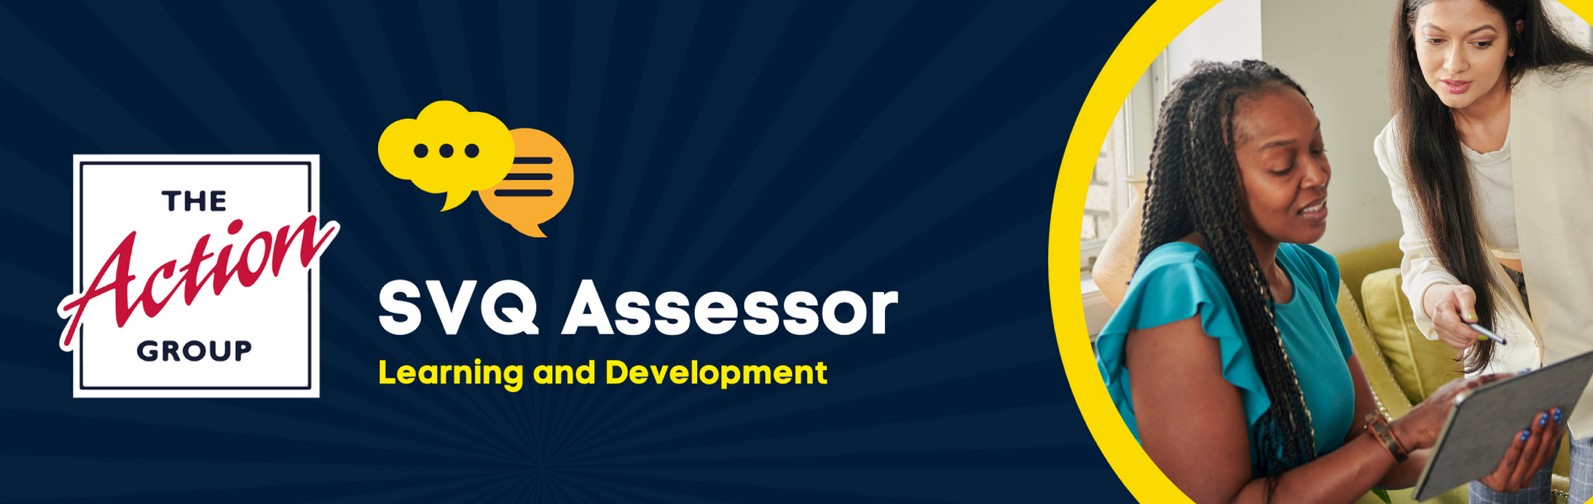 THE
Action
GROUP
SVQ Assessor
Learning and Development